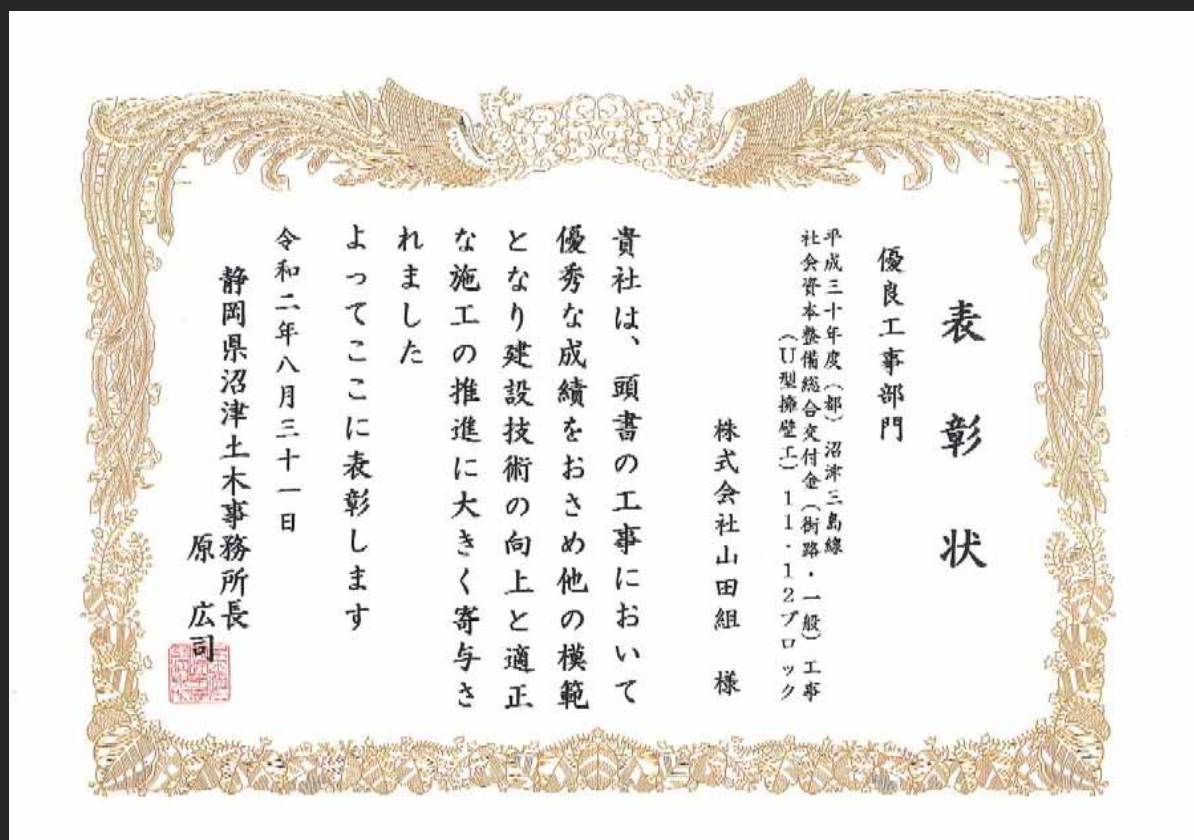 表彰状
優良工事部門
平成三十年度（都）沼津三島線
社会資本整備総合交付金（街路・一般）工事
（U型擁壁工）11・12ブロック
株式会社山田組　様
貴社は、頭書の工事において
優秀な成績をおさめ他の模範
となり建設技術の向上と適正
な施工の推進に大きく寄与さ
れました
よってここに表彰します
令和二年八月三十一日
静岡県沼津土木事務所長
原　広司